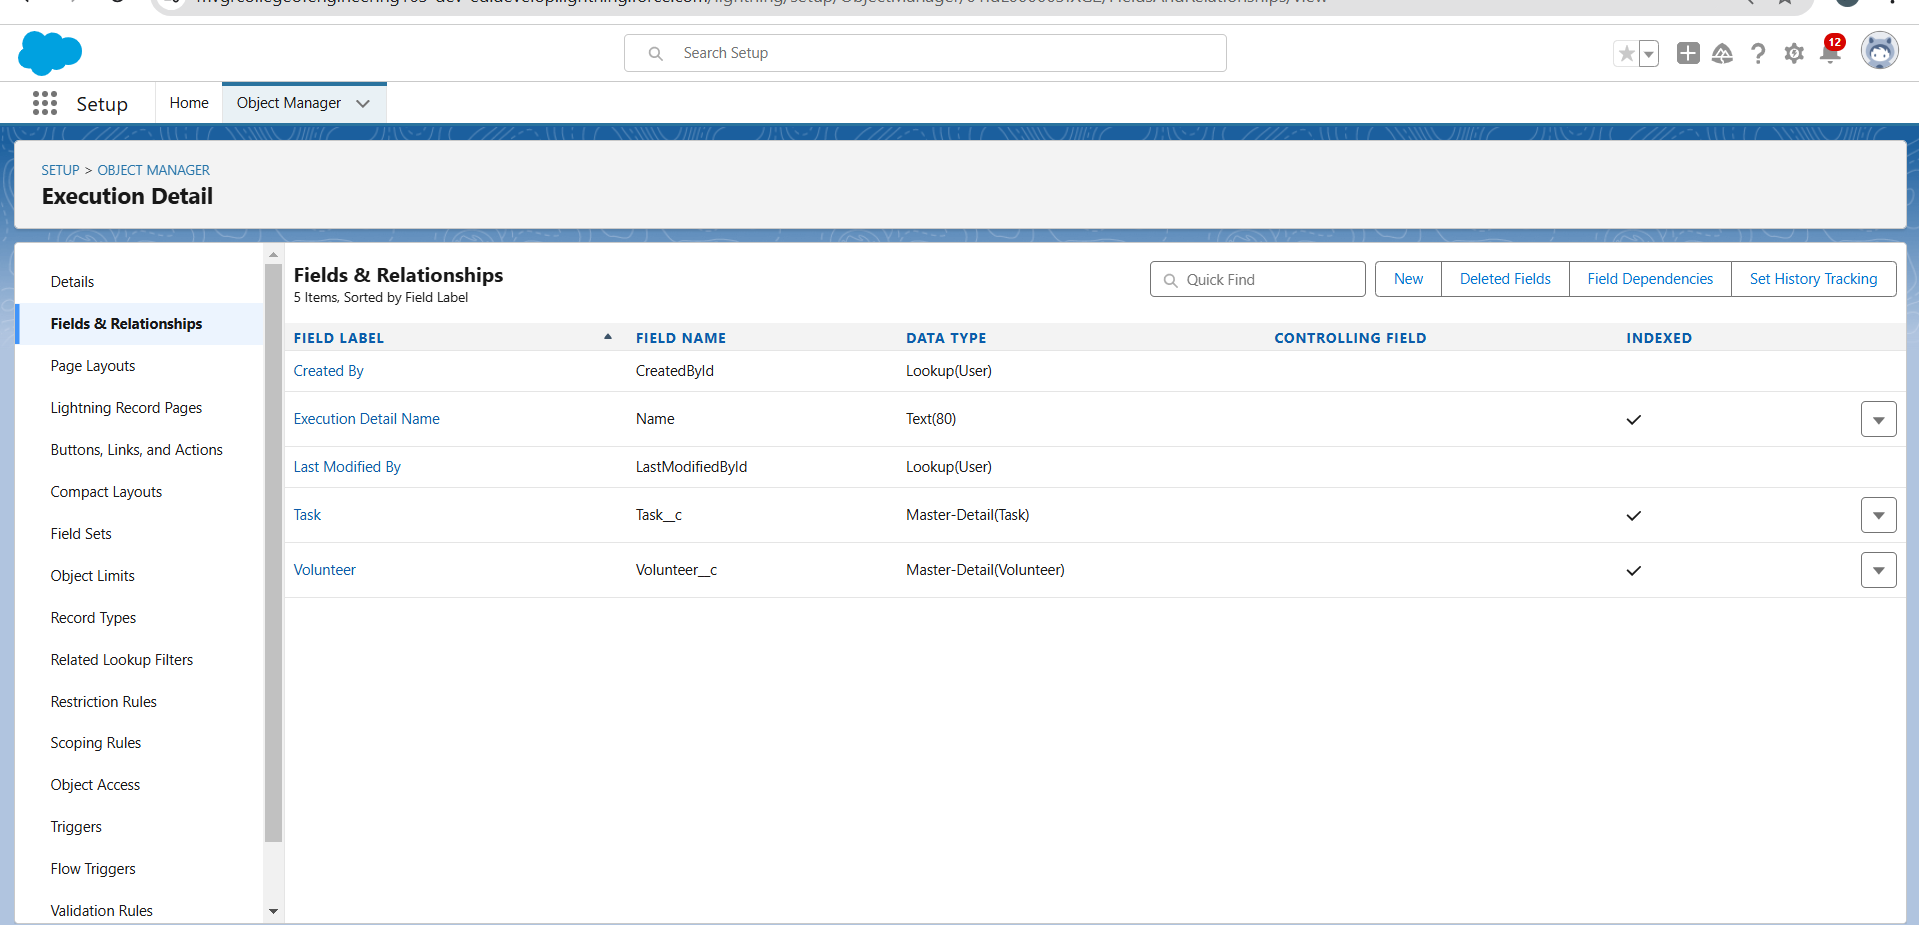 12
Search Setup
Setup
Home
Object Manager
SETUP > OBJECT MANAGER
Execution Detail
Details
Fields & Relationships
Page Layouts
Lightning Record Pages
Buttons, Links, and Actions
Compact Layouts
Field Sets
Object Limits
Record Types
Related Lookup Filters
Restriction Rules
Scoping Rules
Object Access
Triggers
Flow Triggers
Validation Rules
Fields & Relationships
5 Items, Sorted by Field Label
Quick Find
New
Deleted Fields
Field Dependencies
Set History Tracking
FIELD LABEL FIELD NAME DATA TYPE CONTROLLING FIELD INDEXED
Created By CreatedById Lookup(User)
Execution Detail Name Name Text(80)
Last Modified By LastModifiedById Lookup(User)
Task Task__c Master-Detail(Task)
Volunteer Volunteer__c Master-Detail(Volunteer)